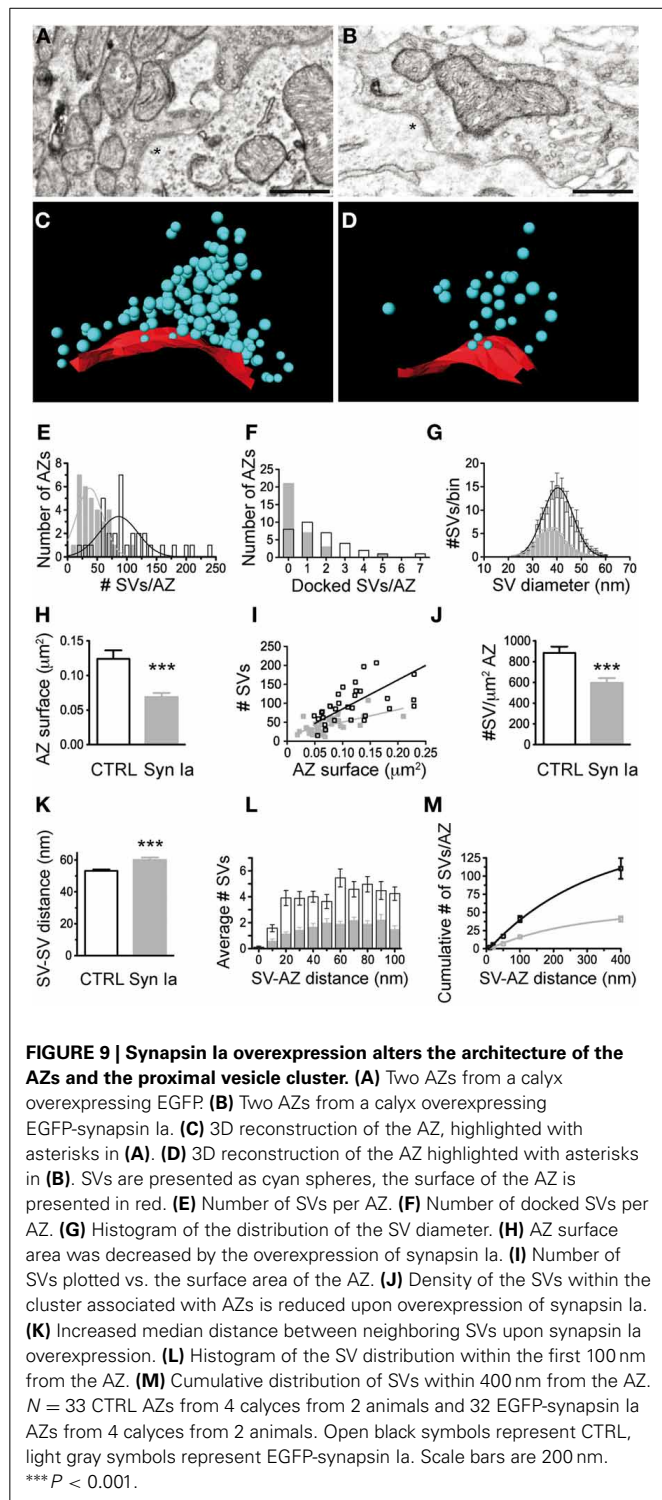 A
B
*
*
C
D
E
F
G
Number of AZs
8
6
4
2
0
0 50 100 150 200 250
# SVs/AZ
Number of AZs
25
20
15
10
5
0
0 1 2 3 4 5 6 7
Docked SVs/AZ
#SVs/bin
20
15
10
5
0
10 20 30 40 50 60 70
SV diameter (nm)
H
I
J
AZ surface (μm²)
0.15
0.10
0.05
0.00
***
CTRL Syn Ia
# SVs
250
200
150
100
50
0
0.05 0.10 0.15 0.20 0.25
AZ surface (μm²)
#SV/μm² AZ
1000
800
600
400
200
0
***
CTRL Syn Ia
K
L
M
SV-SV distance (nm)
60
40
20
0
***
CTRL Syn Ia
Average # SVs
8
6
4
2
0
0 20 40 60 80 100
SV-AZ distance (nm)
Cumulative # of SVs/AZ
125
100
75
50
25
0
0 100 200 300 400
SV-AZ distance (nm)
FIGURE 9 | Synapsin Ia overexpression alters the architecture of the
AZs and the proximal vesicle cluster. (A) Two AZs from a calyx
overexpressing EGFP. (B) Two AZs from a calyx overexpressing
EGFP-synapsin Ia. (C) 3D reconstruction of the AZ, highlighted with
asterisks in (A). (D) 3D reconstruction of the AZ highlighted with asterisks
in (B). SVs are presented as cyan spheres, the surface of the AZ is
presented in red. (E) Number of SVs per AZ. (F) Number of docked SVs per
AZ. (G) Histogram of the distribution of the SV diameter. (H) AZ surface
area was decreased by the overexpression of synapsin Ia. (I) Number of
SVs plotted vs. the surface area of the AZ. (J) Density of the SVs within the
cluster associated with AZs is reduced upon overexpression of synapsin Ia.
(K) Increased median distance between neighboring SVs upon synapsin Ia
overexpression. (L) Histogram of the SV distribution within the first 100 nm
from the AZ. (M) Cumulative distribution of SVs within 400 nm from the AZ.
N = 33 CTRL AZs from 4 calyces from 2 animals and 32 EGFP-synapsin Ia
AZs from 4 calyces from 2 animals. Open black symbols represent CTRL,
light gray symbols represent EGFP-synapsin Ia. Scale bars are 200 nm.
***P < 0.001.